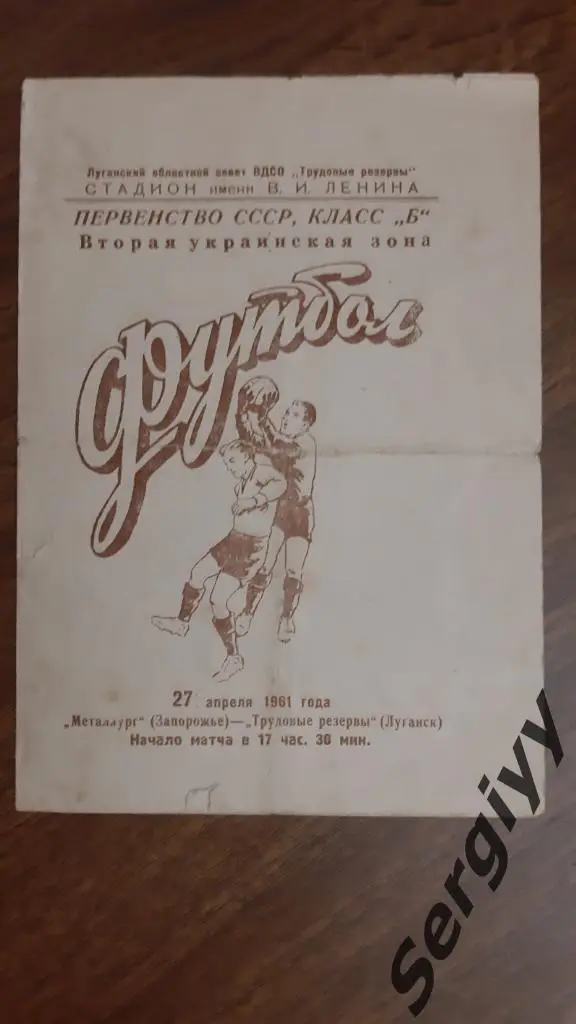 Луганский областной совет ВДСО „Трудовые резервы“
СТАДИОН имени В. И. ЛЕНИНА
ПЕРВЕНСТВО СССР, КЛАСС „Б“
Вторая украинская зона
Футбол
27 апреля 1961 года
„Металлург“ (Запорожье)—„Трудовые резервы“ (Луганск)
Начало матча в 17 час. 30 мин.
Sergiyy